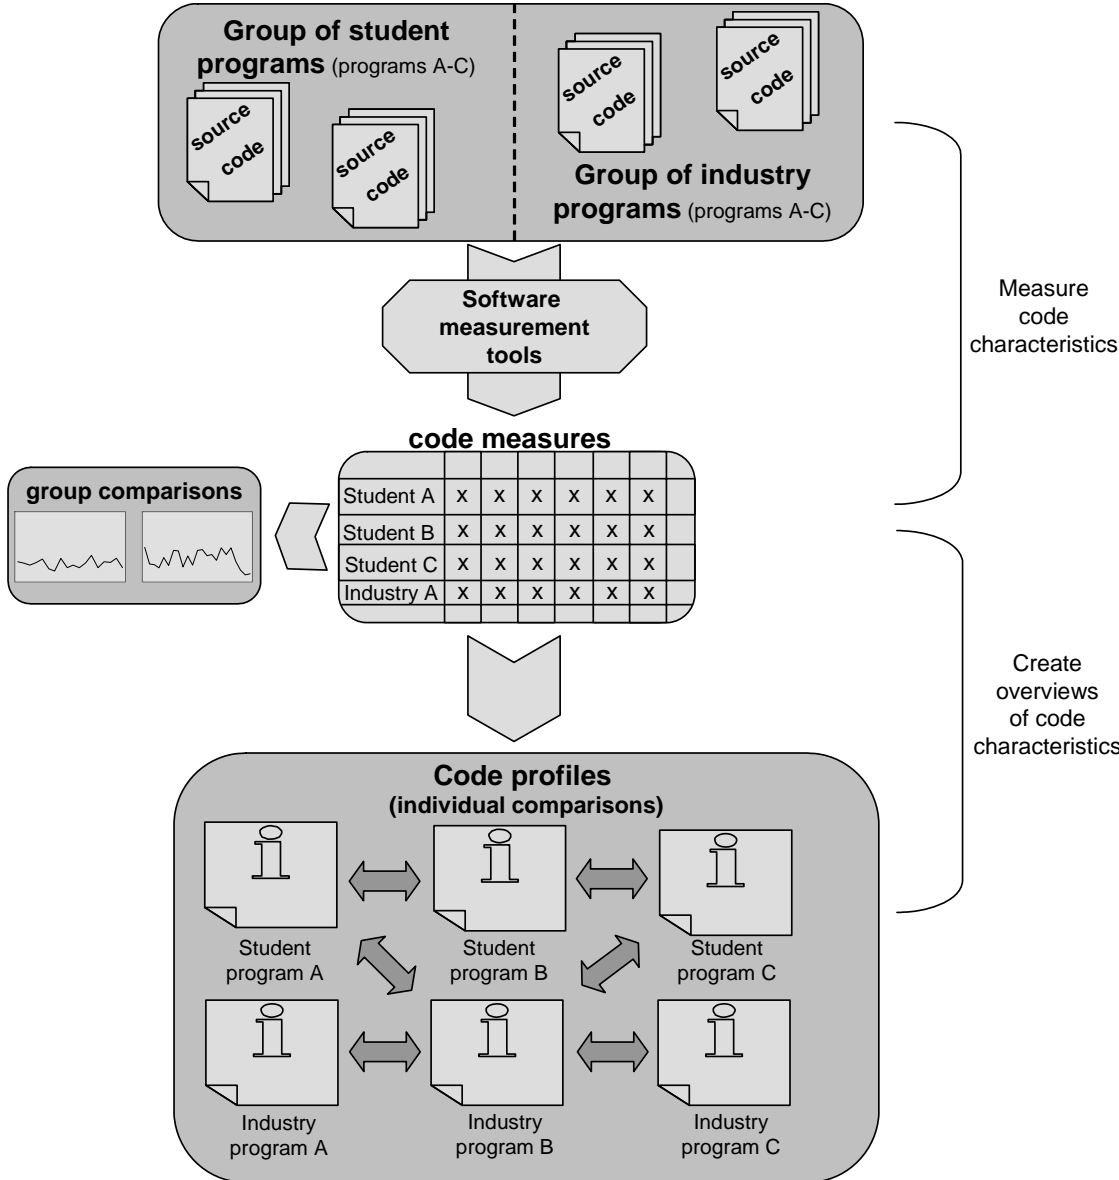 Group of student
programs (programs A-C)
source
code
source
code
source
code
source
code
Group of industry
programs (programs A-C)
Software
measurement
tools
Measure
code
characteristics
code measures
Student A x x x x x x
Student B x x x x x x
Student C x x x x x x
Industry A x x x x x x
group comparisons
Create
overviews
of code
characteristics
Code profiles
(individual comparisons)
i
i
i
Student
program A
Student
program B
Student
program C
i
i
i
Industry
program A
Industry
program B
Industry
program C